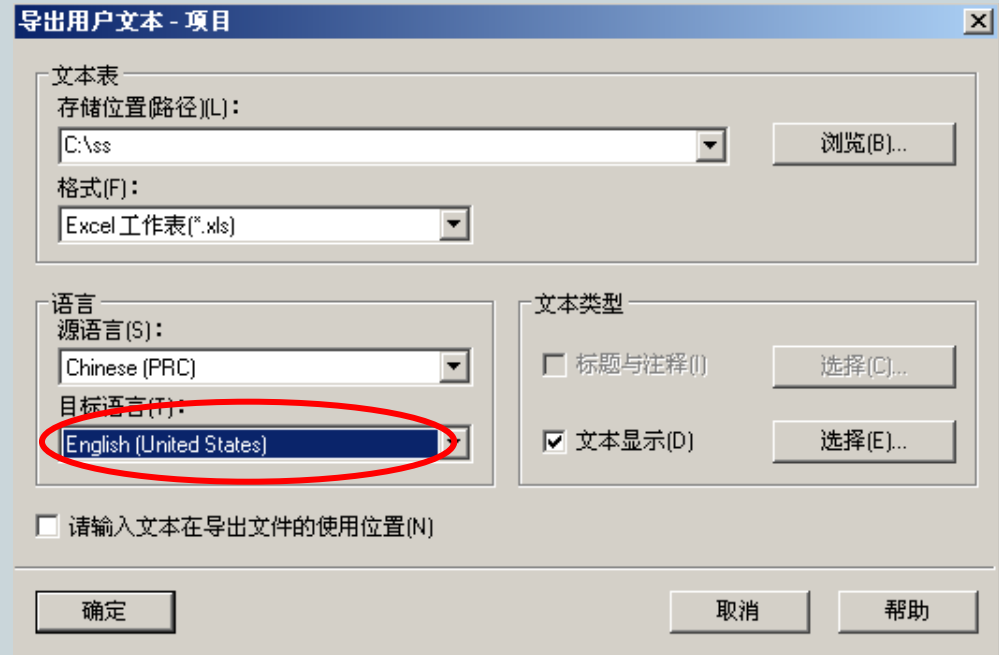 导出用户文本 - 项目
文本表
存储位置(路径)(L)：
C:\ss
浏览(B)...
格式(F)：
Excel 工作表(*.xls)
语言
源语言(S)：
Chinese (PRC)
目标语言(T)：
English (United States)
文本类型
标题与注释(I)
选择(C)...
文本显示(D)
选择(E)...
请输入文本在导出文件的使用位置(N)
确定
取消
帮助